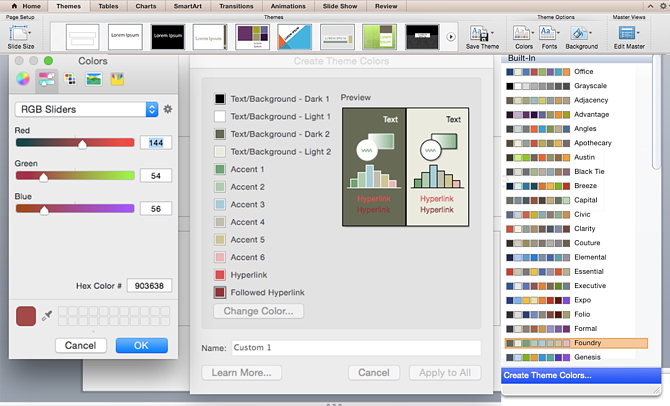 Home Themes Tables Charts SmartArt Transitions Animations Slide Show Review
Page Setup Themes Theme Options Master Views
Slide Size Save Theme Colors Fonts Background Edit Master
Colors
RGB Sliders
Red
144
Green
54
Blue
56
Hex Color # 903638
Cancel OK
Create Theme Colors
Text/Background - Dark 1
Text/Background - Light 1
Text/Background - Dark 2
Text/Background - Light 2
Accent 1
Accent 2
Accent 3
Accent 4
Accent 5
Accent 6
Hyperlink
Followed Hyperlink
Change Color...
Preview
Text Text
Hyperlink Hyperlink
Hyperlink Hyperlink
Name: Custom 1
Learn More... Cancel Apply to All
Built-In
Office
Grayscale
Adjacency
Advantage
Angles
Apothecary
Austin
Black Tie
Breeze
Capital
Civic
Clarity
Couture
Elemental
Essential
Executive
Expo
Folio
Formal
Foundry
Genesis
Create Theme Colors...